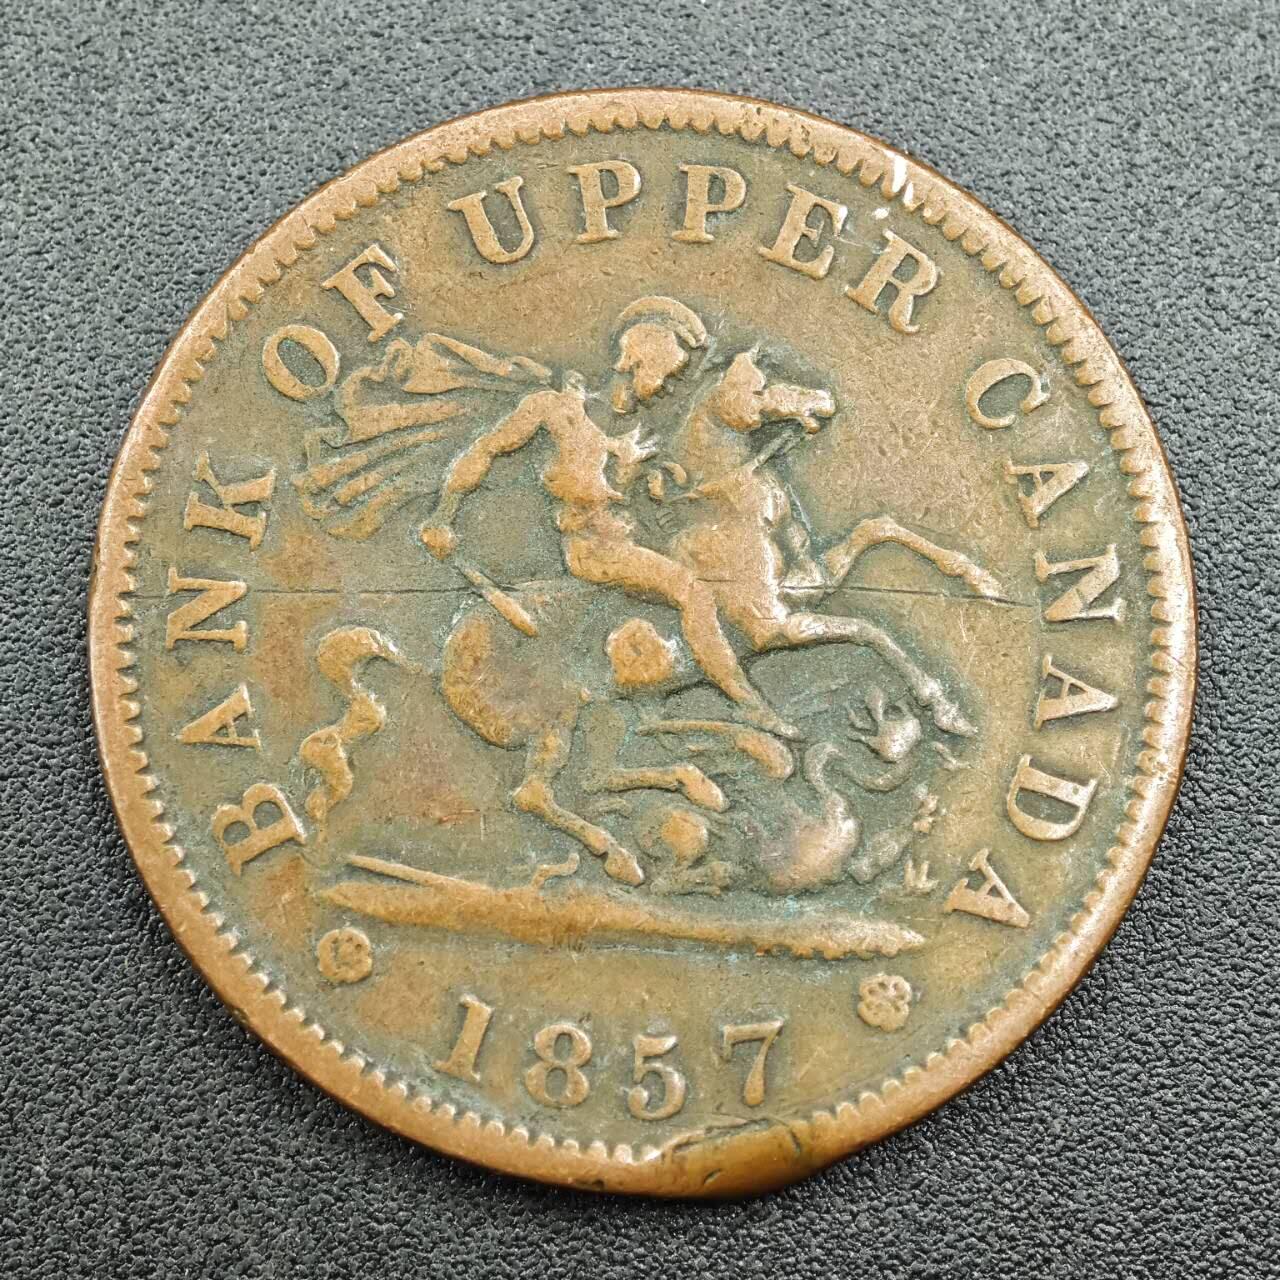 BANK OF UPPER CANADA
1857